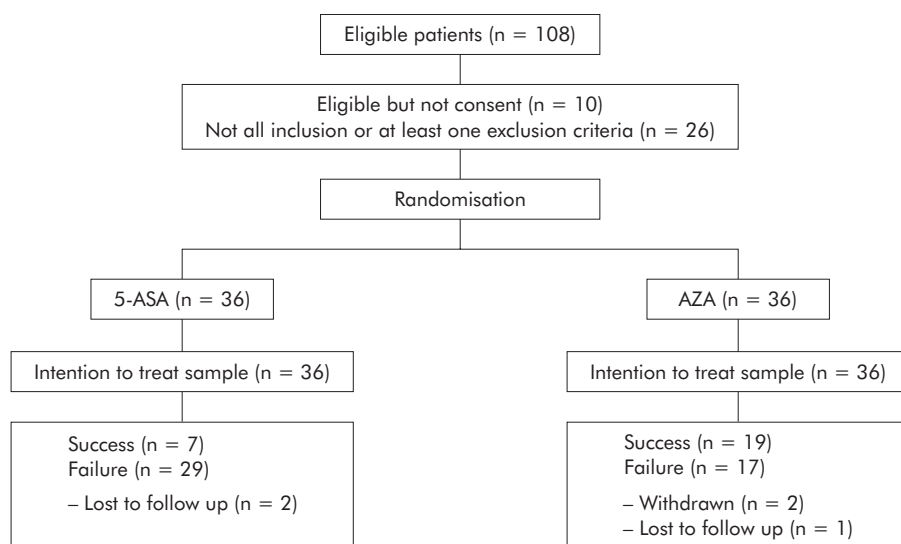 Eligible patients (n = 108)
Eligible but not consent (n = 10)
Not all inclusion or at least one exclusion criteria (n = 26)
Randomisation
5-ASA (n = 36)
AZA (n = 36)
Intention to treat sample (n = 36)
Intention to treat sample (n = 36)
Success (n = 7)
Failure (n = 29)
– Lost to follow up (n = 2)
Success (n = 19)
Failure (n = 17)
– Withdrawn (n = 2)
– Lost to follow up (n = 1)